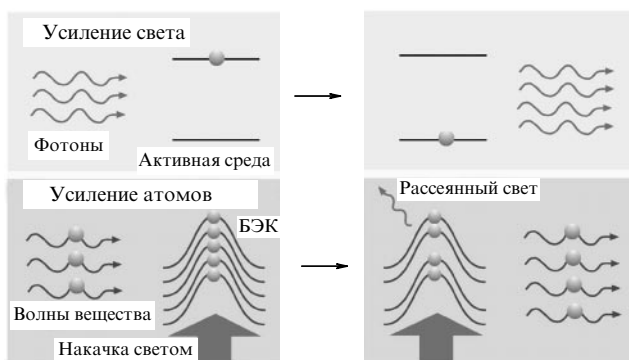 Усиление света
Фотоны
Активная среда
Усиление атомов
БЭК
Рассеянный свет
Волны вещества
Накачка светом